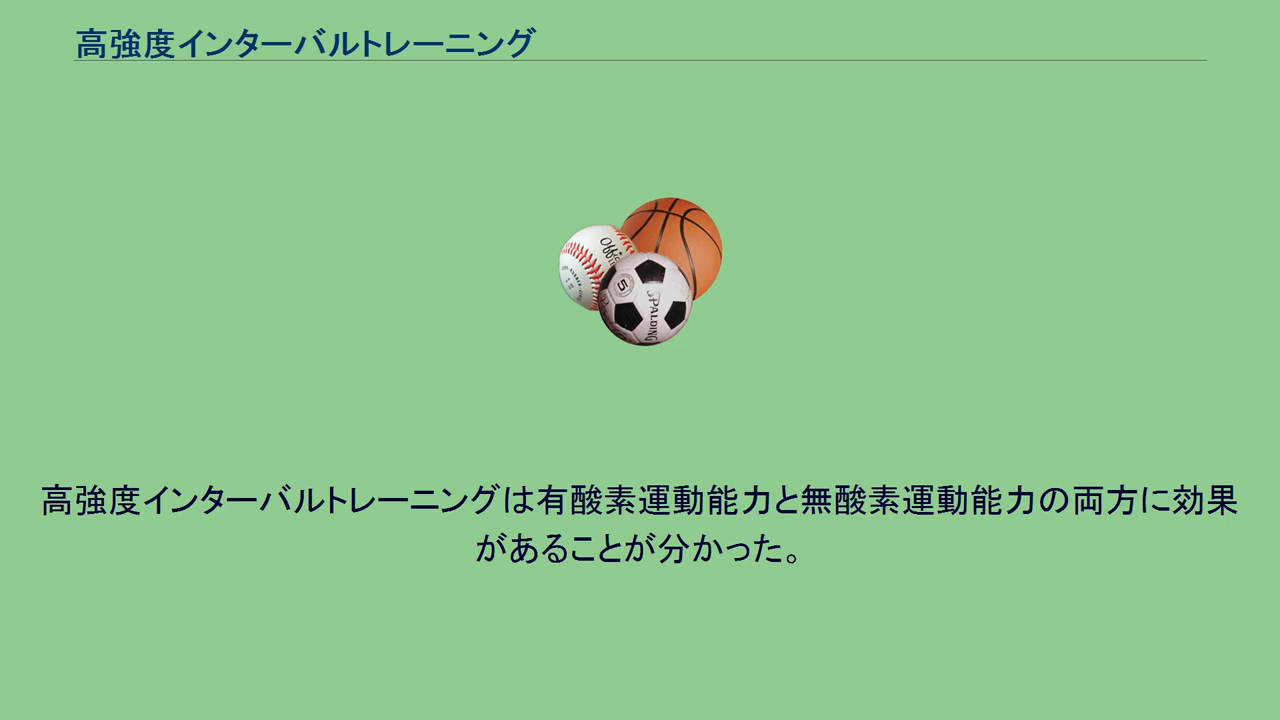 高強度インターバルトレーニング
Offic
5
SPALDING
高強度インターバルトレーニングは有酸素運動能力と無酸素運動能力の両方に効果
があることが分かった。